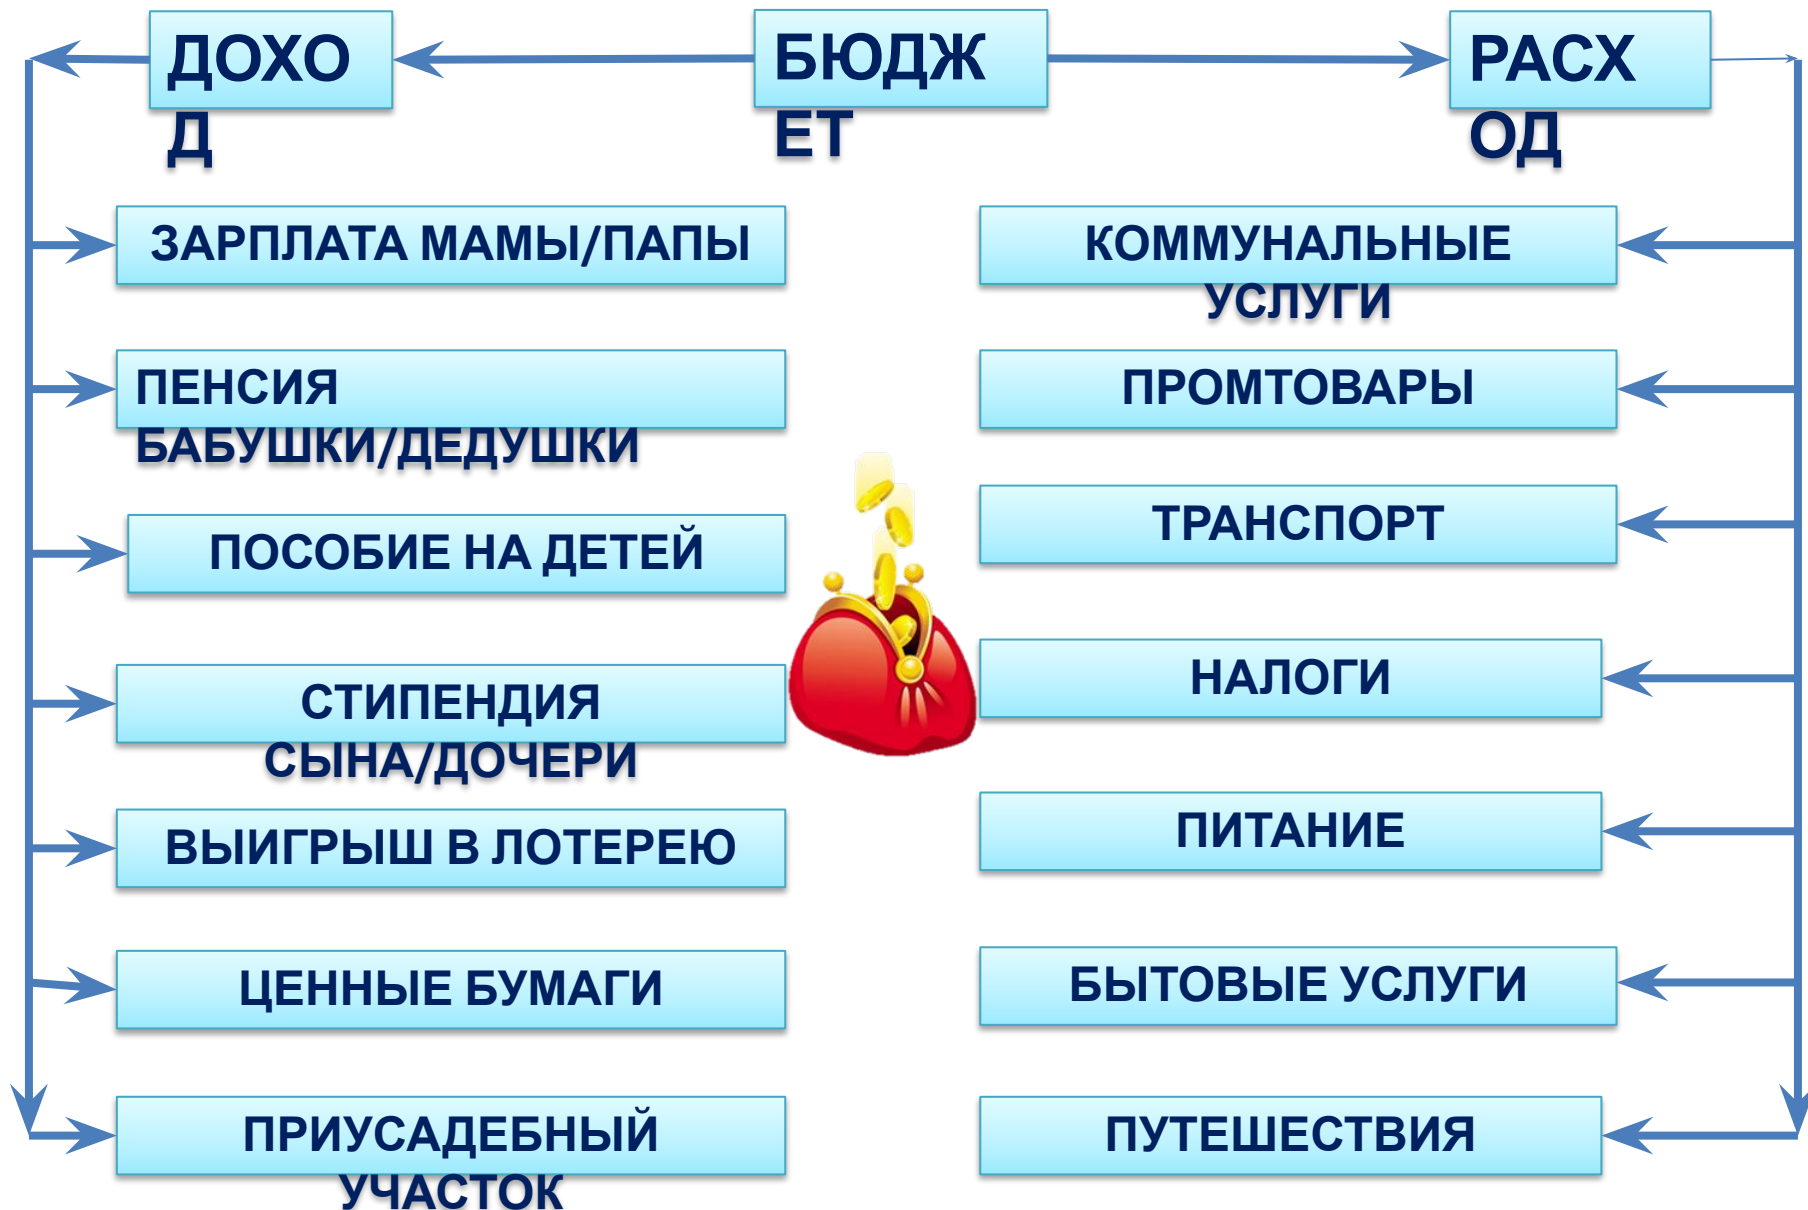 ДОХО
Д
БЮДЖ
ЕТ
РАСХ
ОД
ЗАРПЛАТА МАМЫ/ПАПЫ
ПЕНСИЯ
БАБУШКИ/ДЕДУШКИ
ПОСОБИЕ НА ДЕТЕЙ
СТИПЕНДИЯ
СЫНА/ДОЧЕРИ
ВЫИГРЫШ В ЛОТЕРЕЮ
ЦЕННЫЕ БУМАГИ
ПРИУСАДЕБНЫЙ
УЧАСТОК
КОММУНАЛЬНЫЕ
УСЛУГИ
ПРОМТОВАРЫ
ТРАНСПОРТ
НАЛОГИ
ПИТАНИЕ
БЫТОВЫЕ УСЛУГИ
ПУТЕШЕСТВИЯ